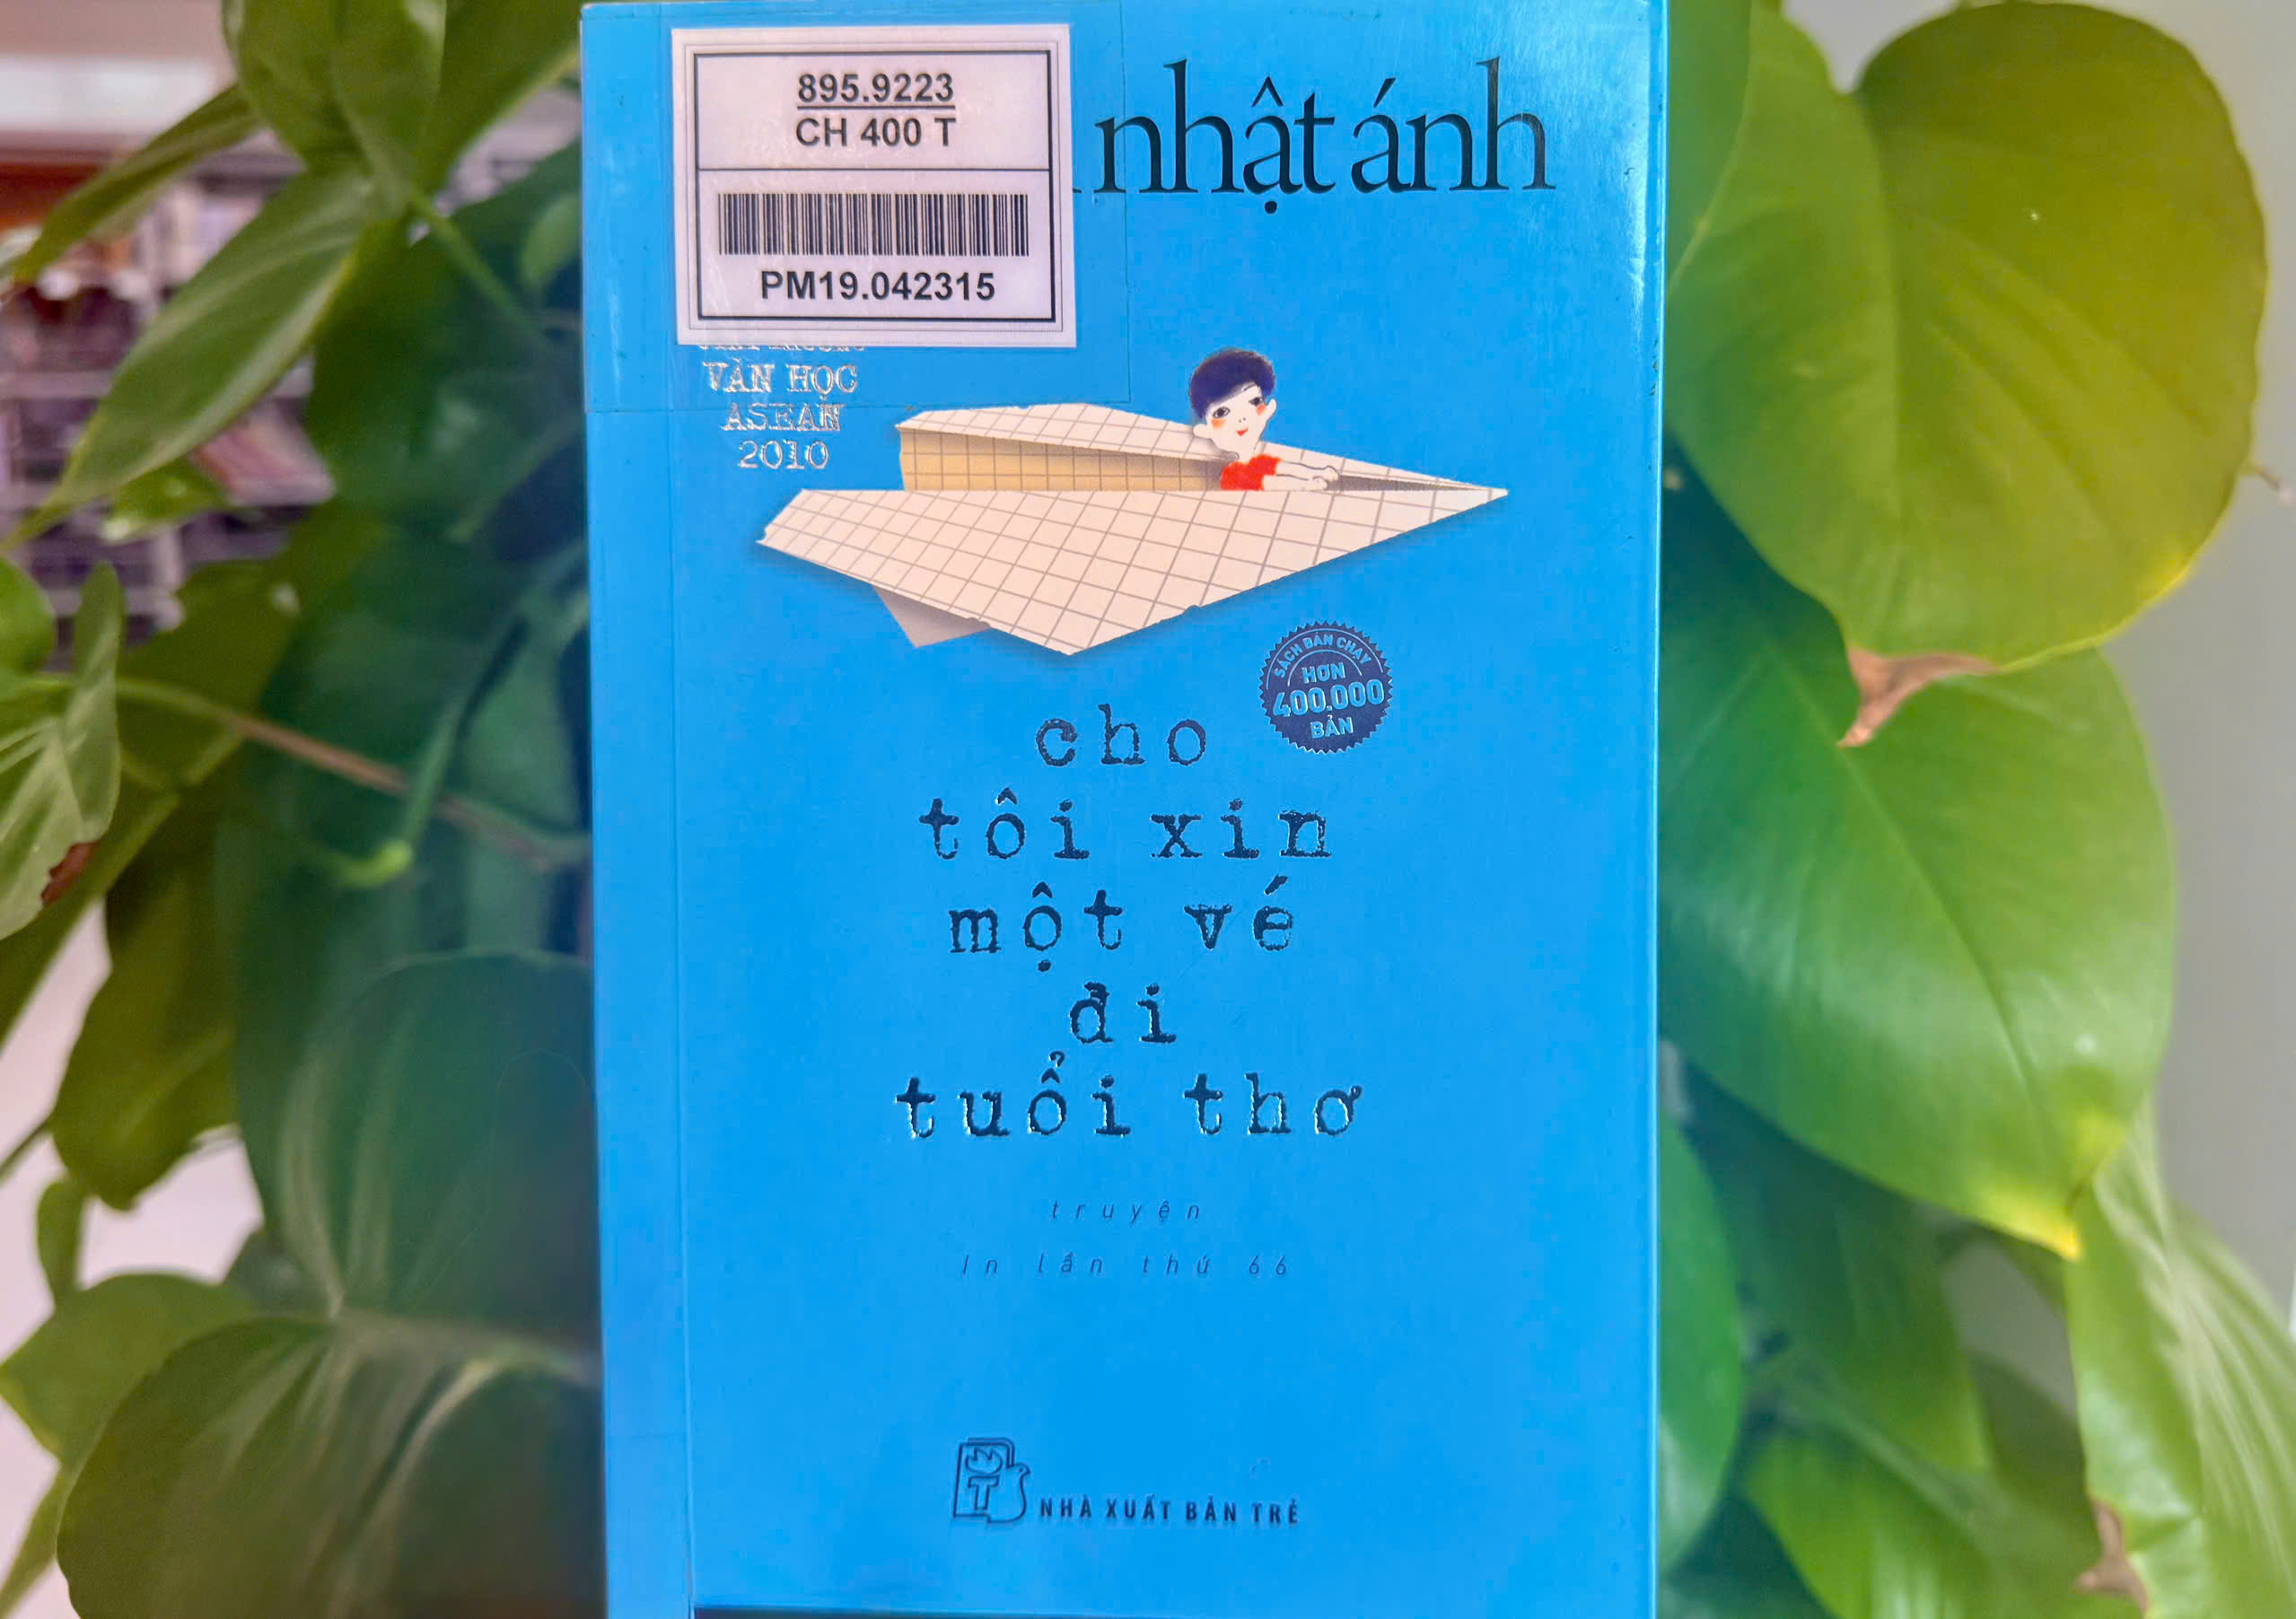 895.9223
CH 400 T
PM19.042315
nhật ánh
VĂN HỌC
ASEAN
2010
SÁCH BÁN CHẠY
HƠN
400.000
BẢN
cho
tôi xin
một vé
đi
tuổi thơ
truyện
In lần thứ 66
NHÀ XUẤT BẢN TRẺ